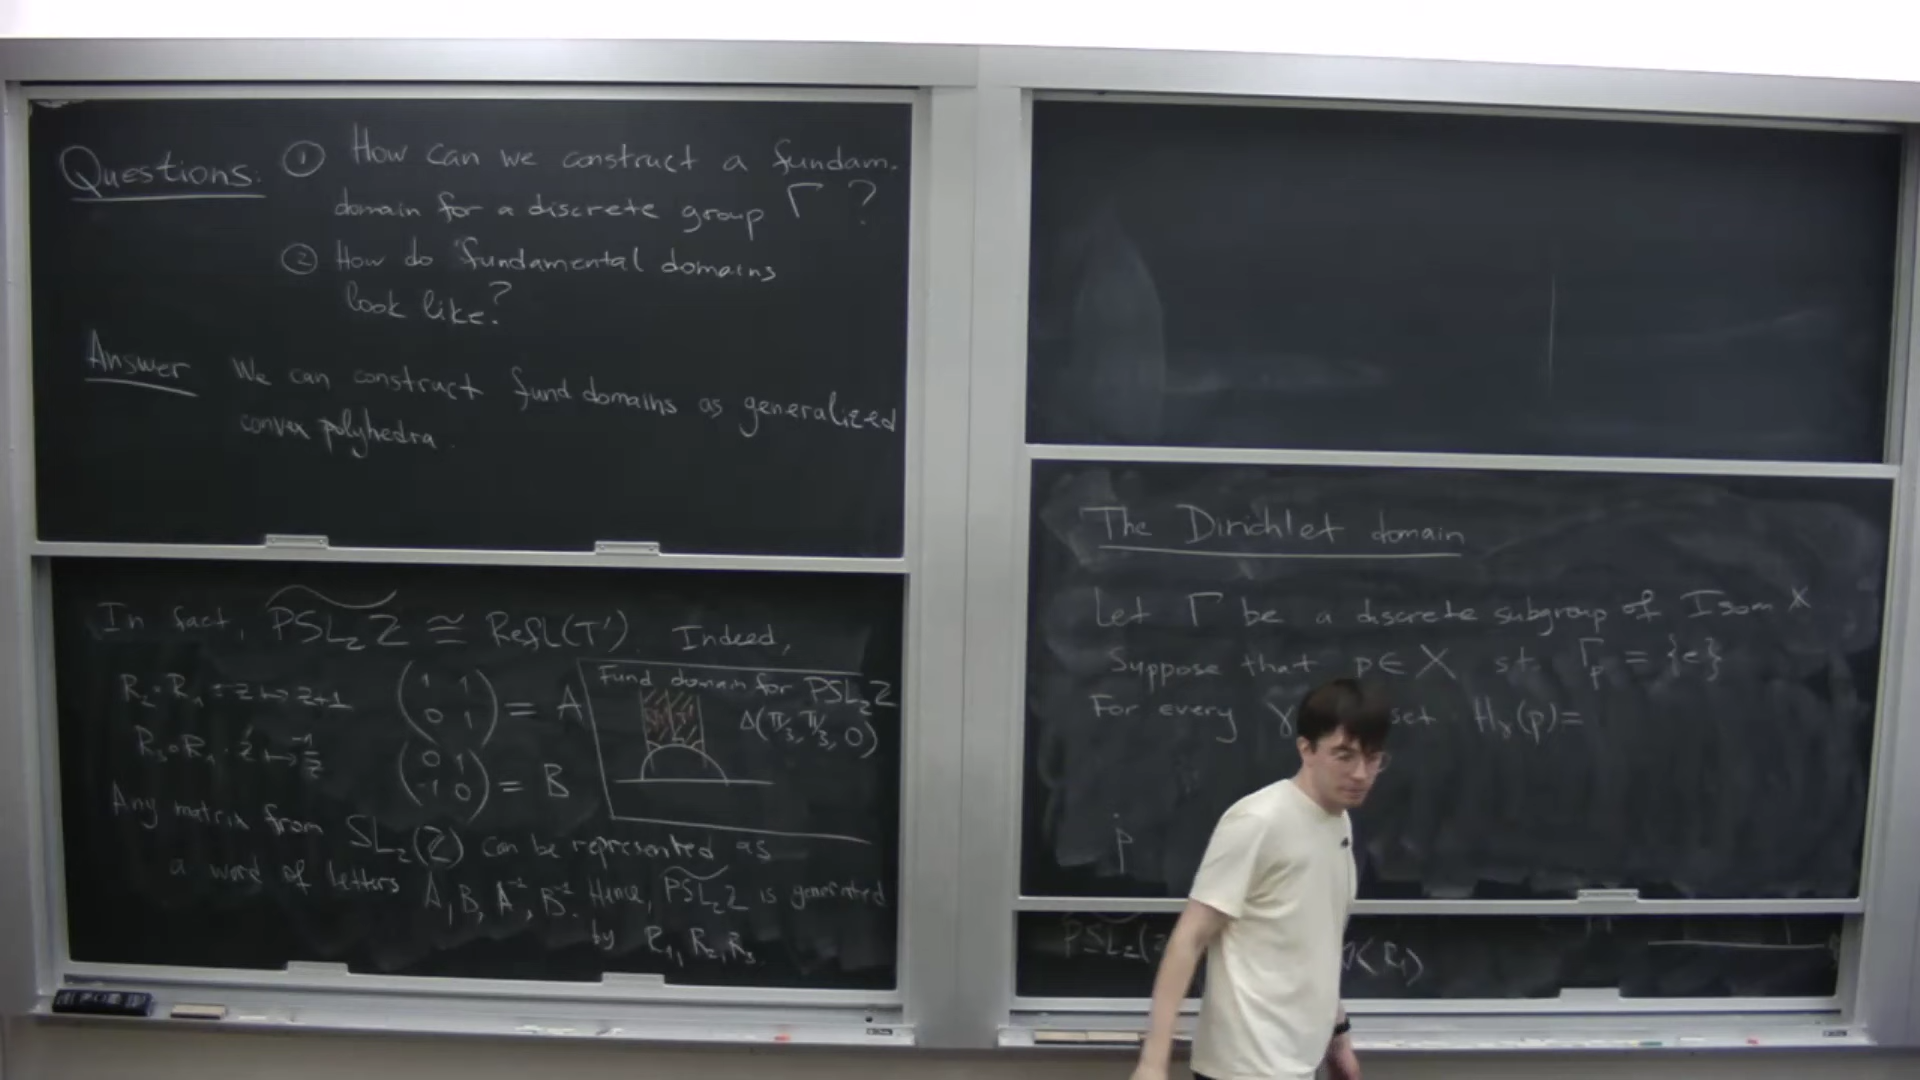 Questions: ① How can we construct a fundam.
domain for a discrete group Γ ?
② How do fundamental domains
look like?
Answer We can construct fund domains as generalized
convex polyhedra.
In fact, PSL₂ℤ ≅ Refl(T'). Indeed,
R₂∘R₁ : z ↦ z+1 (1 1 / 0 1) = A
R₃∘R₁ : z ↦ -1/z (0 1 / -1 0) = B
Fund domain for PSL₂ℤ
Δ(π/3, π/3, 0)
Any matrix from SL₂(ℤ) can be represented as
a word of letters A, B, A⁻¹, B⁻¹. Hence, PSL₂ℤ is generated
by R₁, R₂, R₃
The Dirichlet domain
Let Γ be a discrete subgroup of Isom X
Suppose that p ∈ X st. Γₚ = {e}
For every γ set H_γ(p)=
p
PSL₂(
⟨R₁⟩